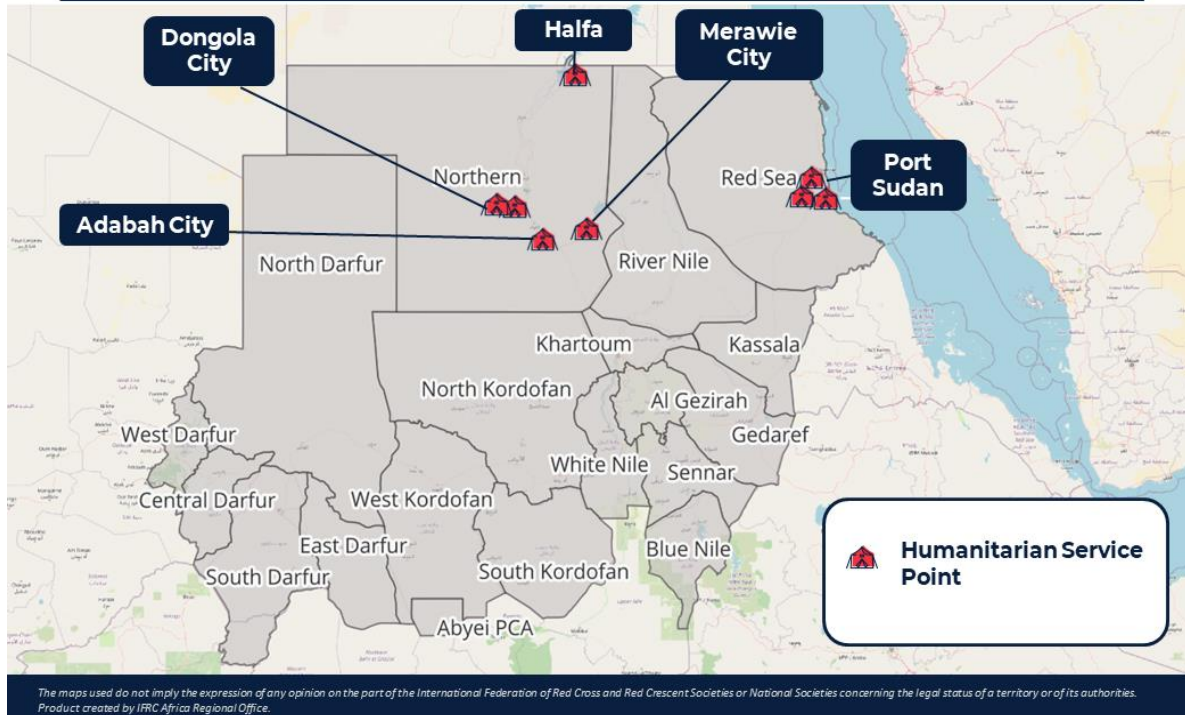 Dongola
City
Halfa
Merawie
City
Port
Sudan
Adabah City
Northern
Red Sea
North Darfur
River Nile
Khartoum
Kassala
North Kordofan
Al Gezirah
Gedaref
West Darfur
White Nile
Sennar
Central Darfur
West Kordofan
East Darfur
Blue Nile
South Darfur
South Kordofan
Abyei PCA
Humanitarian Service
Point
The maps used do not imply the expression of any opinion on the part of the International Federation of Red Cross and Red Crescent Societies or National Societies concerning the legal status of a territory or of its authorities.
Product created by IFRC Africa Regional Office.